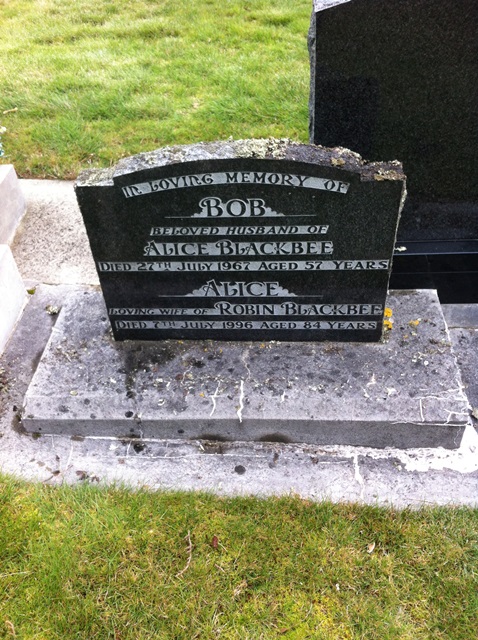 In Loving Memory Of
Bob
Beloved Husband Of
Alice Blackbee
Died 27th July 1967 Aged 57 Years
Alice
Loving Wife Of Robin Blackbee
Died 7th July 1996 Aged 84 Years